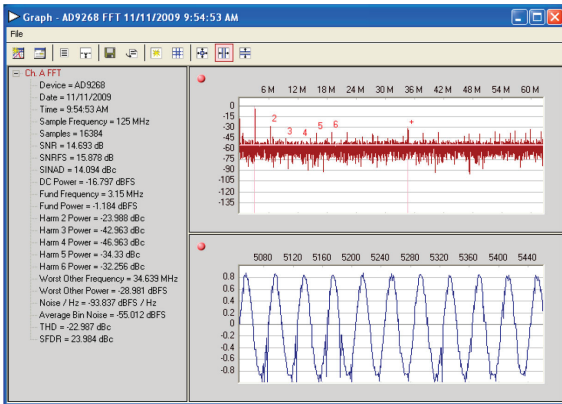 Graph - AD9268 FFT 11/11/2009 9:54:53 AM
File
Ch. A FFT
Device = AD9268
Date = 11/11/2009
Time = 9:54:53 AM
Sample Frequency = 125 MHz
Samples = 16384
SNR = 14.693 dB
SNRFS = 15.878 dB
SINAD = 14.094 dBc
DC Power = -16.797 dBFS
Fund Frequency = 3.15 MHz
Fund Power = -1.184 dBFS
Harm 2 Power = -23.988 dBc
Harm 3 Power = -42.963 dBc
Harm 4 Power = -46.963 dBc
Harm 5 Power = -34.33 dBc
Harm 6 Power = -32.256 dBc
Worst Other Frequency = 34.639 MHz
Worst Other Power = -28.981 dBFS
Noise / Hz = -93.837 dBFS / Hz
Average Bin Noise = -55.012 dBFS
THD = -22.987 dBc
SFDR = 23.984 dBc
6 M 12 M 18 M 24 M 30 M 36 M 42 M 48 M 54 M 60 M
0
-15
-30
-45
-60
-75
-90
-105
-120
-135
2 3 4 5 6 +
5080 5120 5160 5200 5240 5280 5320 5360 5400 5440
0.8
0.6
0.4
0.2
0
-0.2
-0.4
-0.6
-0.8